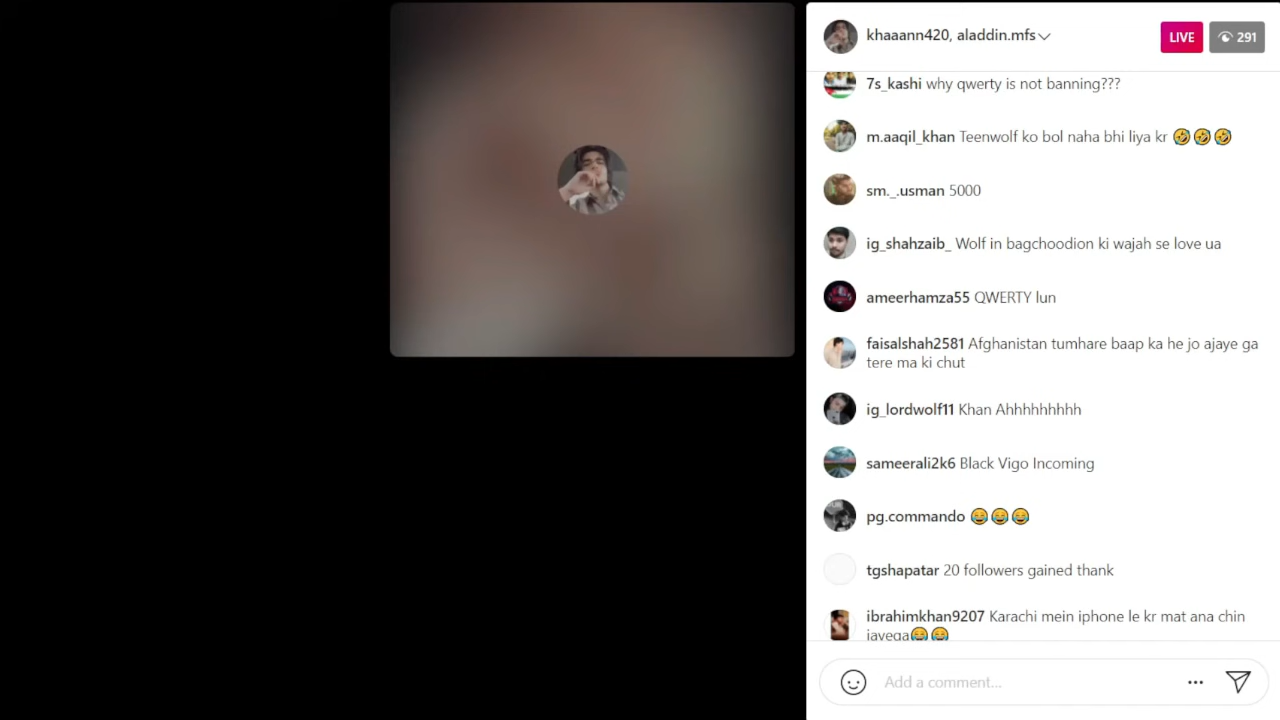 khaaann420, aladdin.mfs
LIVE
291
7s_kashi why qwerty is not banning???
m.aaqil_khan Teenwolf ko bol naha bhi liya kr 🤣🤣🤣
sm._.usman 5000
ig_shahzaib_ Wolf in bagchoodion ki wajah se love ua
ameerhamza55 QWERTY lun
faisalshah2581 Afghanistan tumhare baap ka he jo ajaye ga
tere ma ki chut
ig_lordwolf11 Khan Ahhhhhhhhh
sameerali2k6 Black Vigo Incoming
pg.commando 😂😂😂
tgshapatar 20 followers gained thank
ibrahimkhan9207 Karachi mein iphone le kr mat ana chin
jayega😂😂
Add a comment...